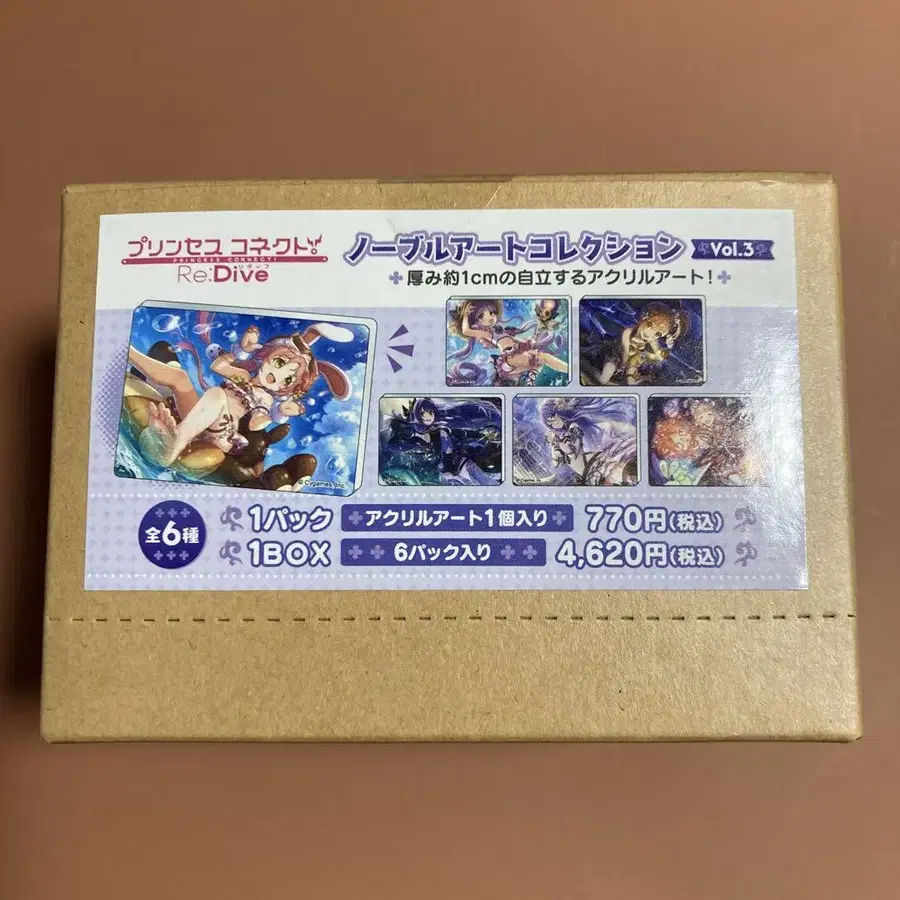 プリンセス コネクト!
PRINCESS CONNECT!
リダイブ
Re:Dive
ノーブルアートコレクション Vol.3
厚み約1cmの自立するアクリルアート!
© Cygames, Inc.
全6種
1パック アクリルアート1個入り 770円(税込)
1BOX 6パック入り 4,620円(税込)